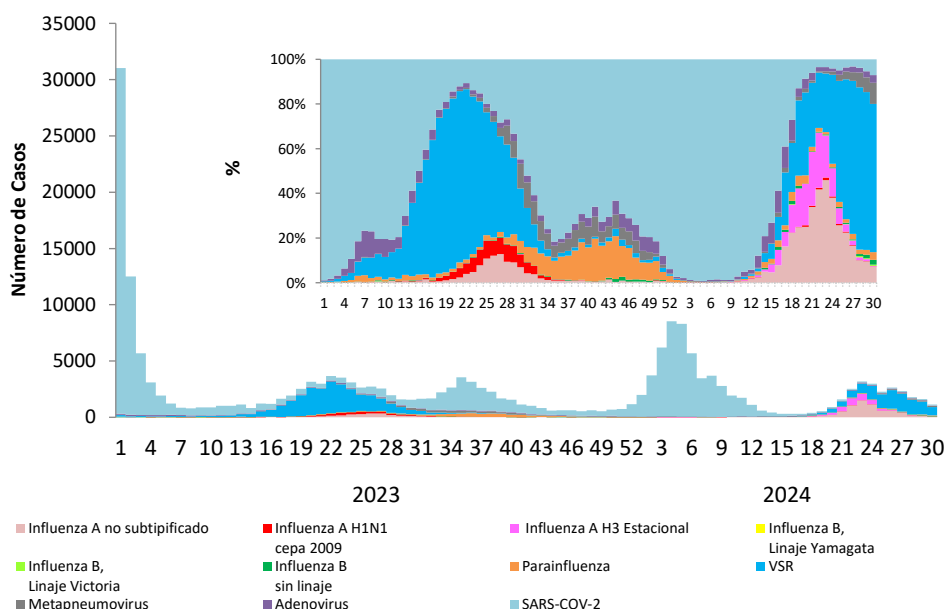 35000
30000
25000
20000
15000
10000
5000
0
Número de Casos
100%
80%
60%
40%
20%
0%
%
1 4 7 10 13 16 19 22 25 28 31 34 37 40 43 46 49 52 3 6 9 12 15 18 21 24 27 30
1 4 7 10 13 16 19 22 25 28 31 34 37 40 43 46 49 52 3 6 9 12 15 18 21 24 27 30
2023 2024
Influenza A no subtipificado Influenza A H1N1 Influenza A H3 Estacional Influenza B,
cepa 2009 Linaje Yamagata
Influenza B, Influenza B Parainfluenza VSR
Linaje Victoria sin linaje
Metapneumovirus Adenovirus SARS-COV-2